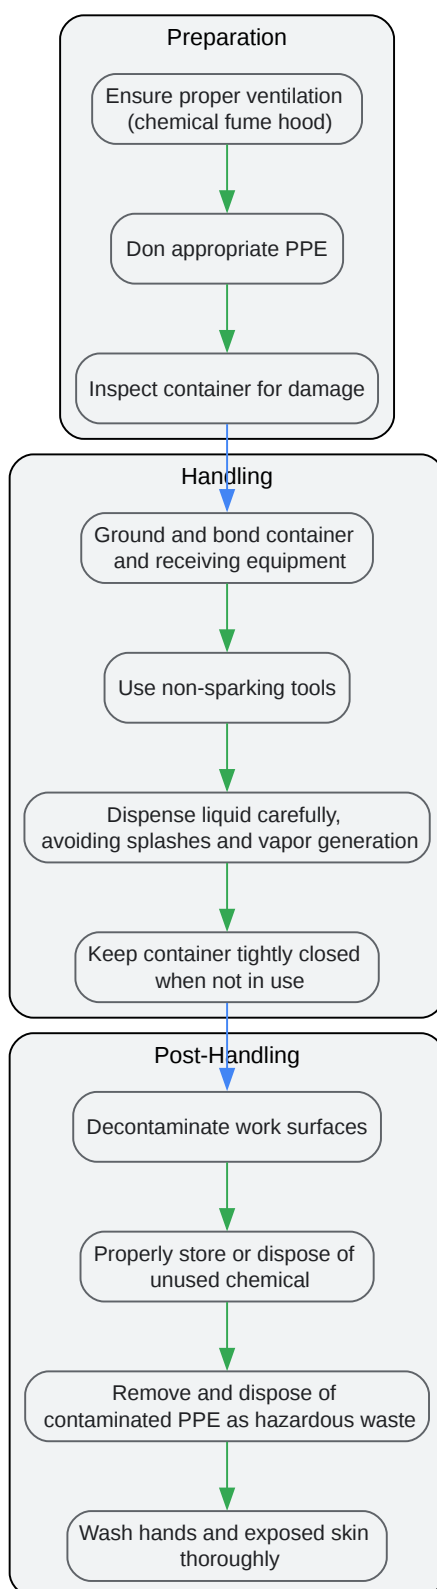 Preparation
Ensure proper ventilation
(chemical fume hood)
Don appropriate PPE
Inspect container for damage
Handling
Ground and bond container
and receiving equipment
Use non-sparking tools
Dispense liquid carefully,
avoiding splashes and vapor generation
Keep container tightly closed
when not in use
Post-Handling
Decontaminate work surfaces
Properly store or dispose of
unused chemical
Remove and dispose of
contaminated PPE as hazardous waste
Wash hands and exposed skin
thoroughly